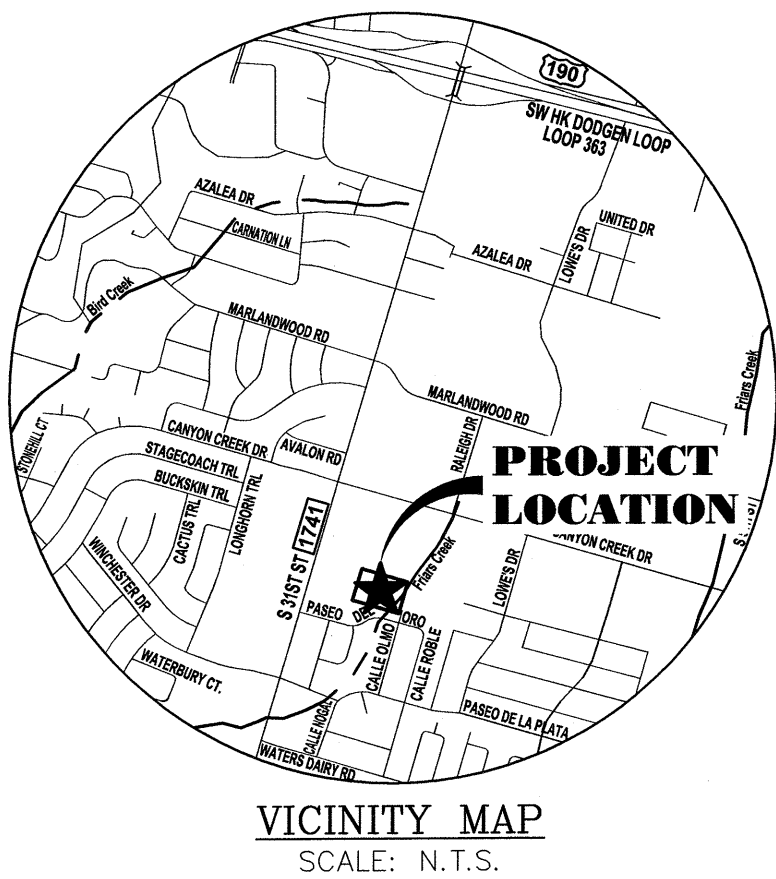 190
SW HK DODGEN LOOP
LOOP 363
AZALEA DR
CARNATION LN
UNITED DR
LOWE'S DR
AZALEA DR
Bird Creek
MARLANDWOOD RD
MARLANDWOOD RD
Friars Creek
STONEHILL CT
CANYON CREEK DR
AVALON RD
RALEIGH DR
STAGECOACH TRL
BUCKSKIN TRL
LONGHORN TRL
CACTUS TRL
PROJECT
LOCATION
CANYON CREEK DR
S 31ST ST 1741
Friars Creek
LOWE'S DR
WINCHESTER DR
PASEO DEL ORO
CALLE OLMO
CALLE ROBLE
WATERBURY CT.
CALLE NOGAL
PASEO DE LA PLATA
WATERS DAIRY RD
VICINITY MAP
SCALE: N.T.S.